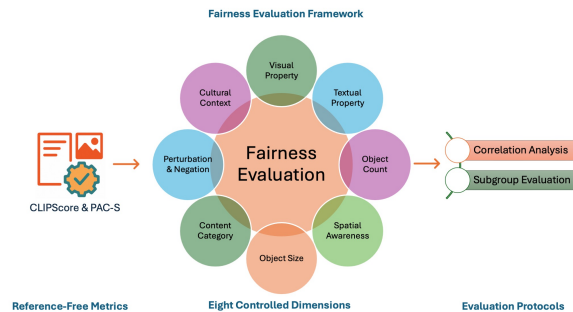 Fairness Evaluation Framework
Visual
Property
Cultural
Context
Textual
Property
Perturbation
& Negation
Fairness
Evaluation
Object
Count
Content
Category
Spatial
Awareness
Object Size
CLIPScore & PAC-S
Correlation Analysis
Subgroup Evaluation
Reference-Free Metrics
Eight Controlled Dimensions
Evaluation Protocols